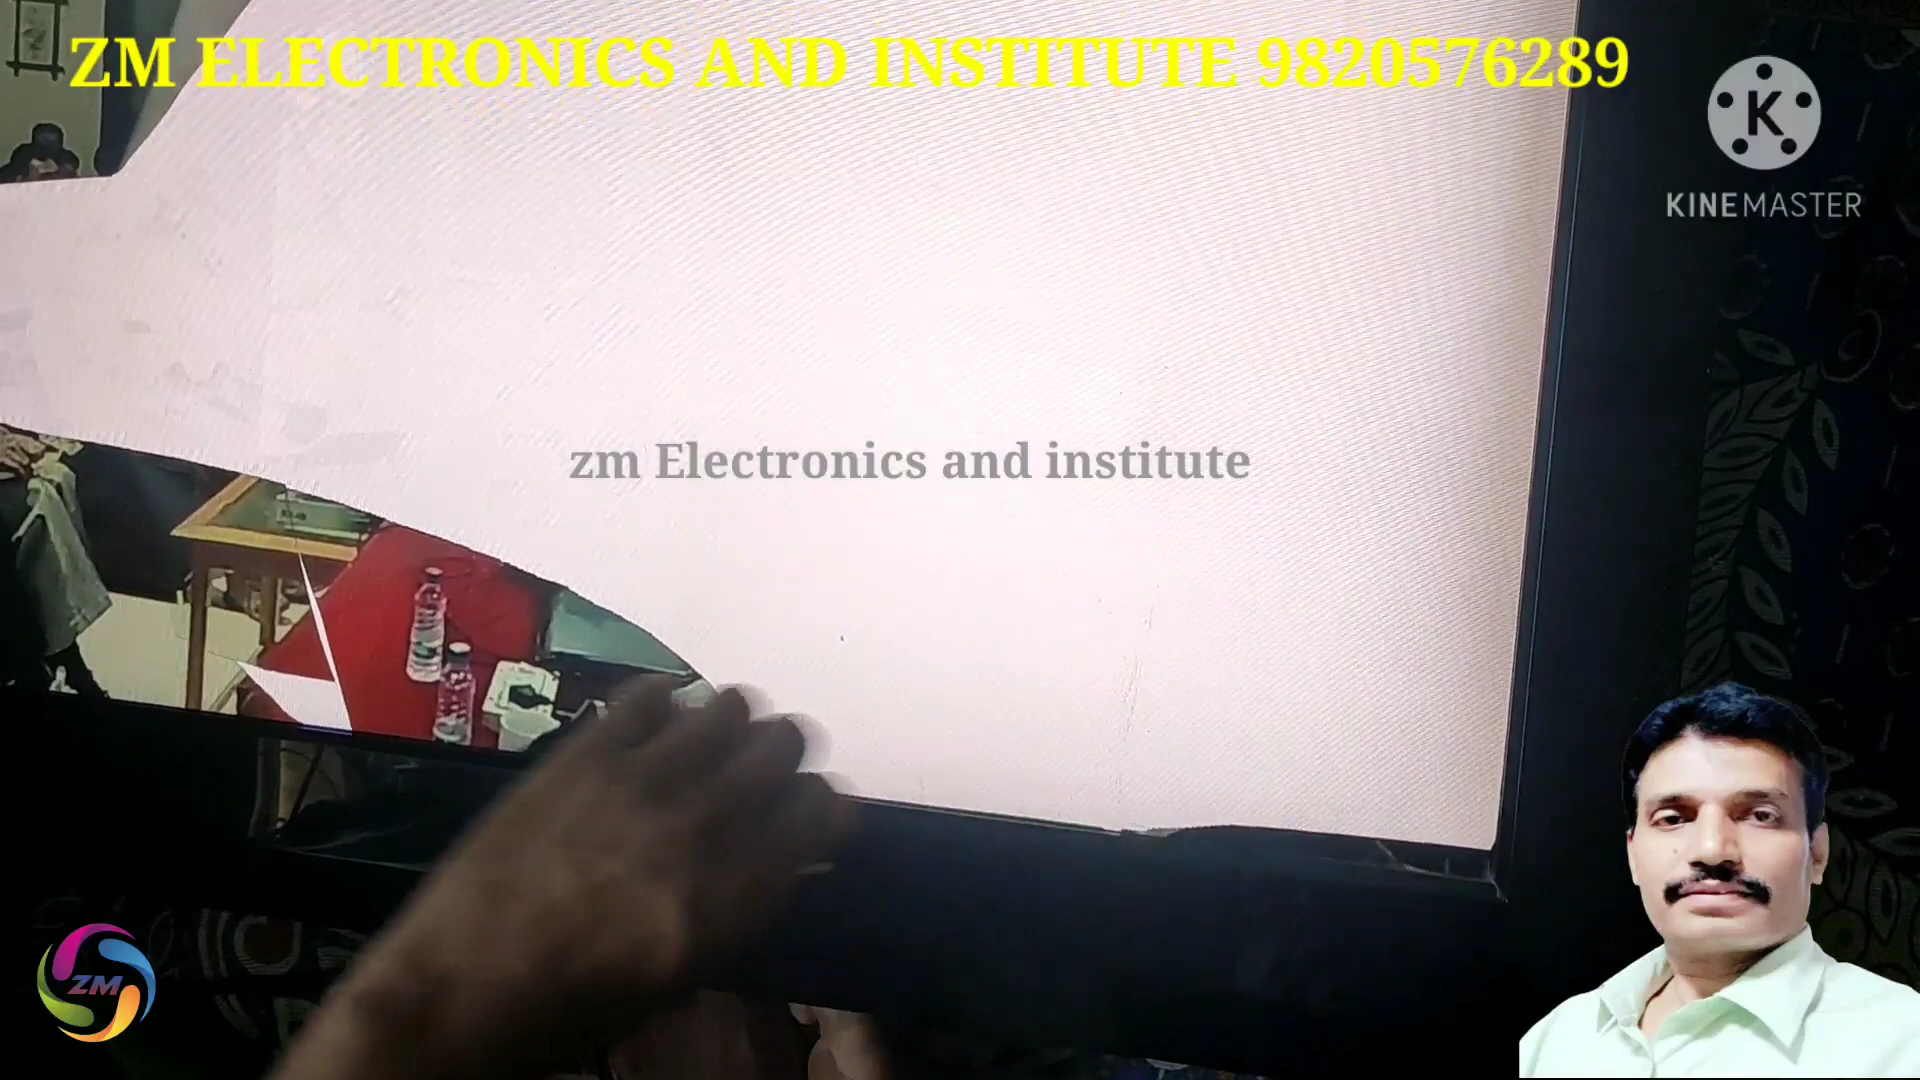 ZM ELECTRONICS AND INSTITUTE 9820576289
K
KINEMASTER
zm Electronics and institute
ZM